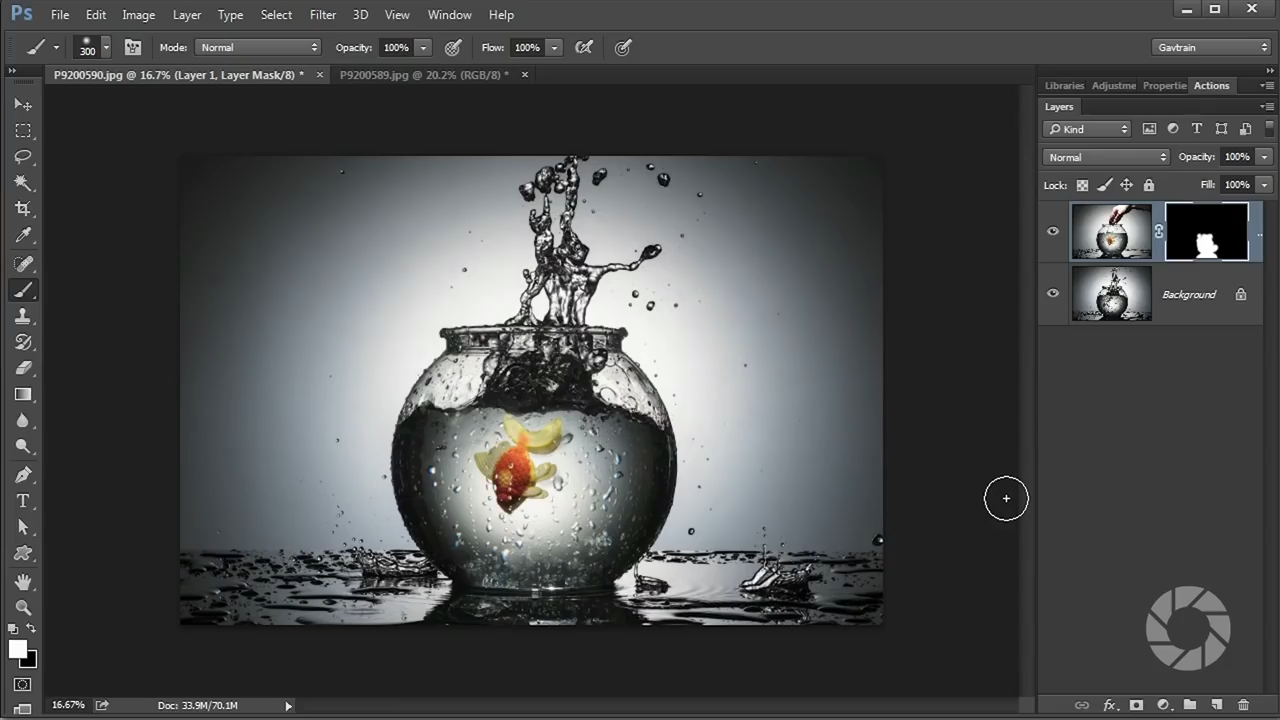 Ps File Edit Image Layer Type Select Filter 3D View Window Help
300 Mode: Normal Opacity: 100% Flow: 100% Gavtrain
P9200590.jpg @ 16.7% (Layer 1, Layer Mask/8) * × P9200589.jpg @ 20.2% (RGB/8) * ×
Libraries Adjustme Propertie Actions
Layers
Kind
Normal Opacity: 100%
Lock: Fill: 100%
Background
Gavtrain
16.67% Doc: 33.9M/70.1M